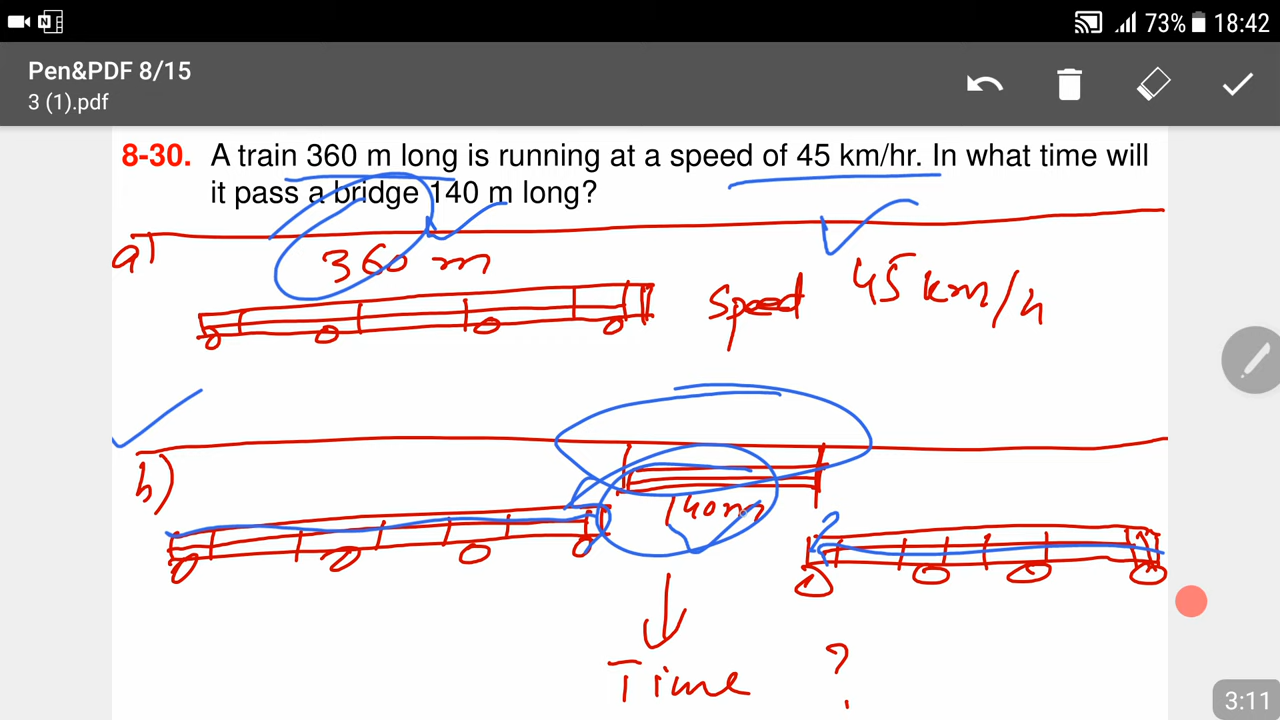 73% 18:42
Pen&PDF 8/15
3 (1).pdf
8-30. A train 360 m long is running at a speed of 45 km/hr. In what time will
it pass a bridge 140 m long?
a) 360 m
Speed 45 km/h
b)
140m
Time ?
3:11